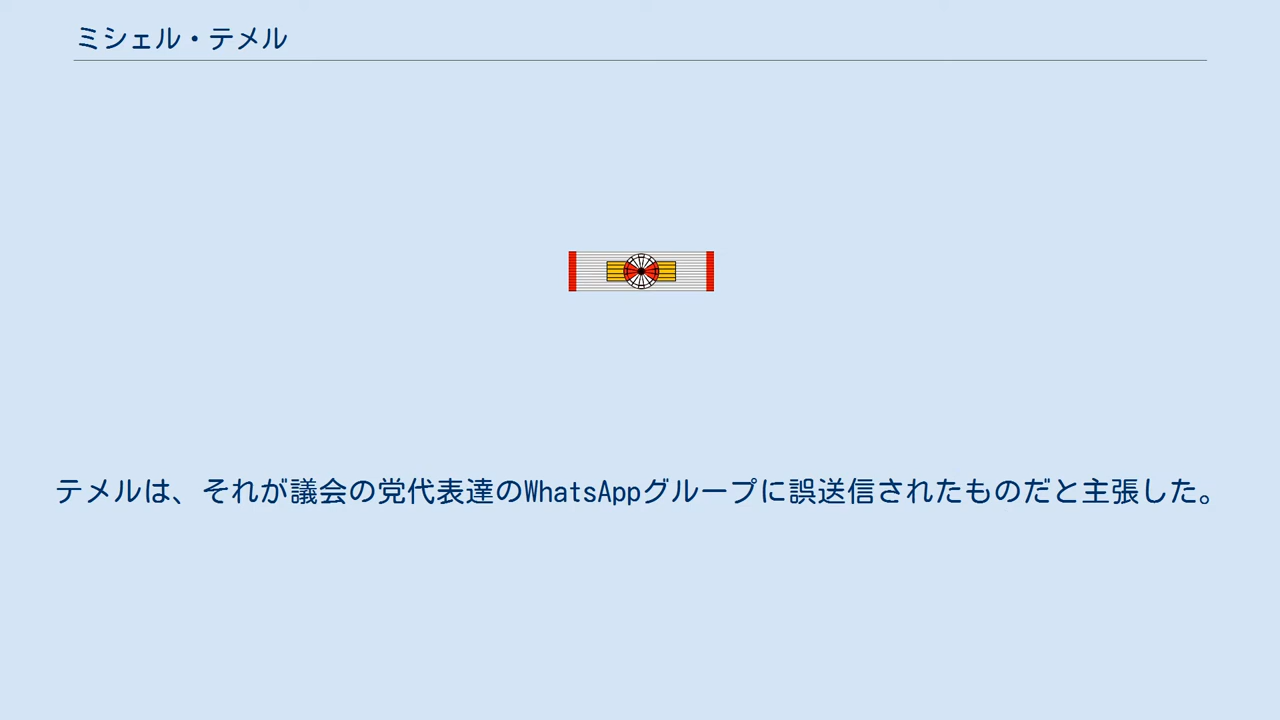 ミシェル・テメル
テメルは、それが議会の党代表達のWhatsAppグループに誤送信されたものだと主張した。